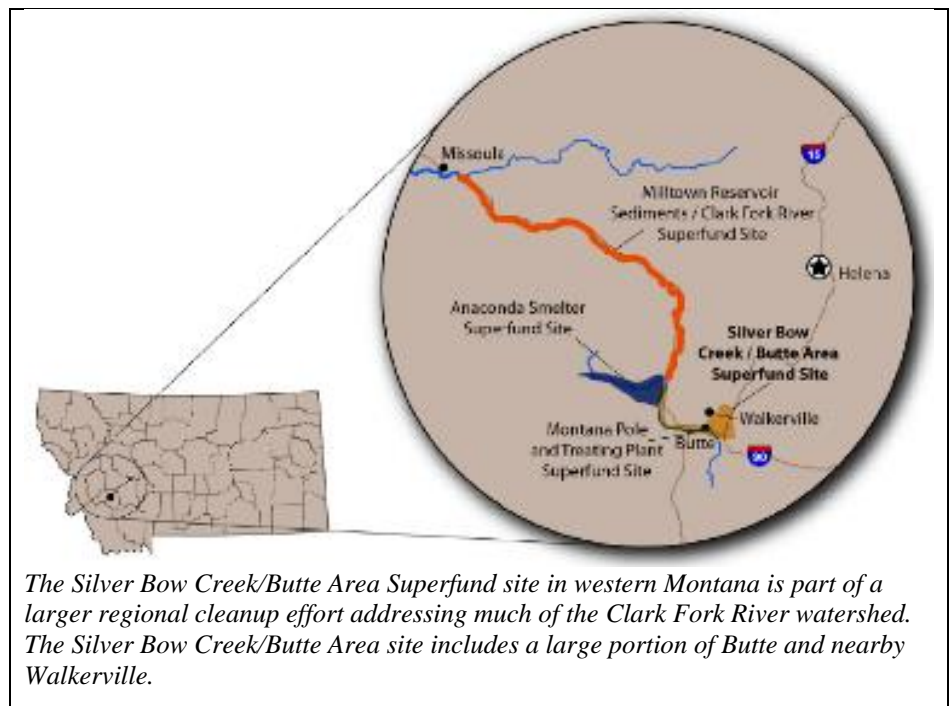 Missoula
15
Milltown Reservoir
Sediments / Clark Fork River
Superfund Site
Helena
Anaconda Smelter
Superfund Site
Silver Bow
Creek / Butte Area
Superfund Site
Walkerville
Montana Pole
and Treating Plant
Superfund Site
Butte
90
The Silver Bow Creek/Butte Area Superfund site in western Montana is part of a
larger regional cleanup effort addressing much of the Clark Fork River watershed.
The Silver Bow Creek/Butte Area site includes a large portion of Butte and nearby
Walkerville.